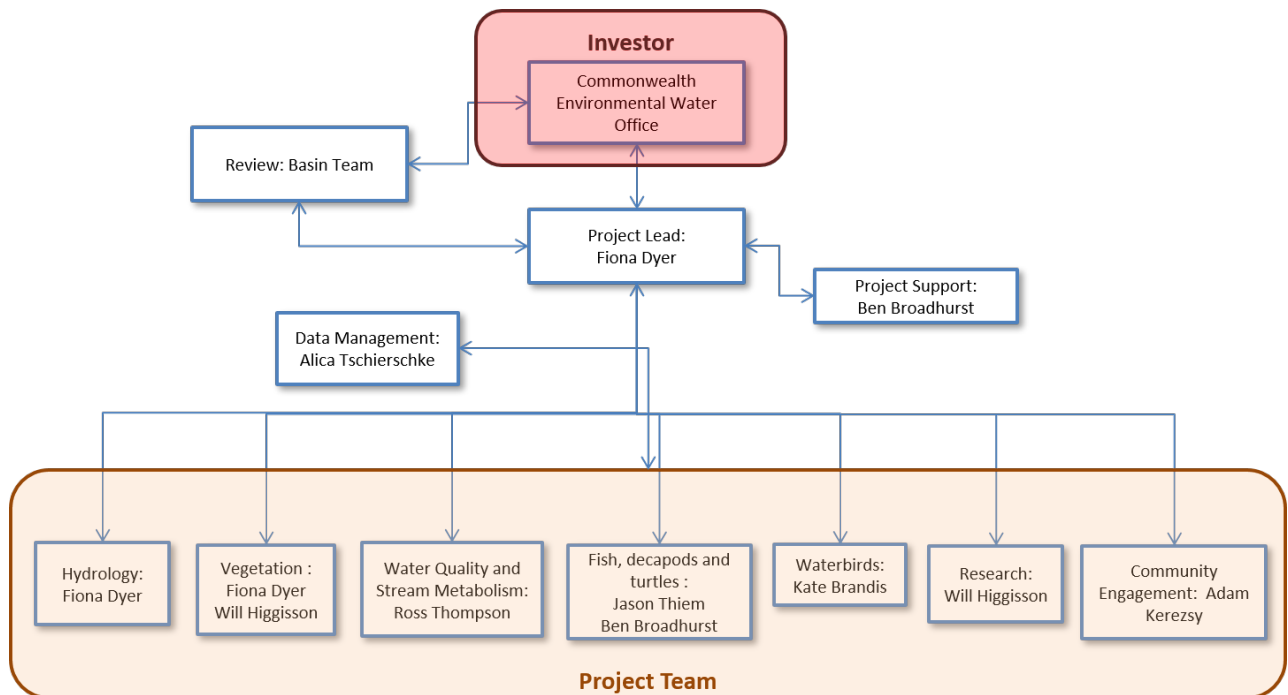 Investor
Commonwealth
Environmental Water
Office
Review: Basin Team
Project Lead:
Fiona Dyer
Project Support:
Ben Broadhurst
Data Management:
Alica Tschierschke
Hydrology:
Fiona Dyer
Vegetation :
Fiona Dyer
Will Higgisson
Water Quality and
Stream Metabolism:
Ross Thompson
Fish, decapods and
turtles :
Jason Thiem
Ben Broadhurst
Waterbirds:
Kate Brandis
Research:
Will Higgisson
Community
Engagement: Adam
Kerezsy
Project Team